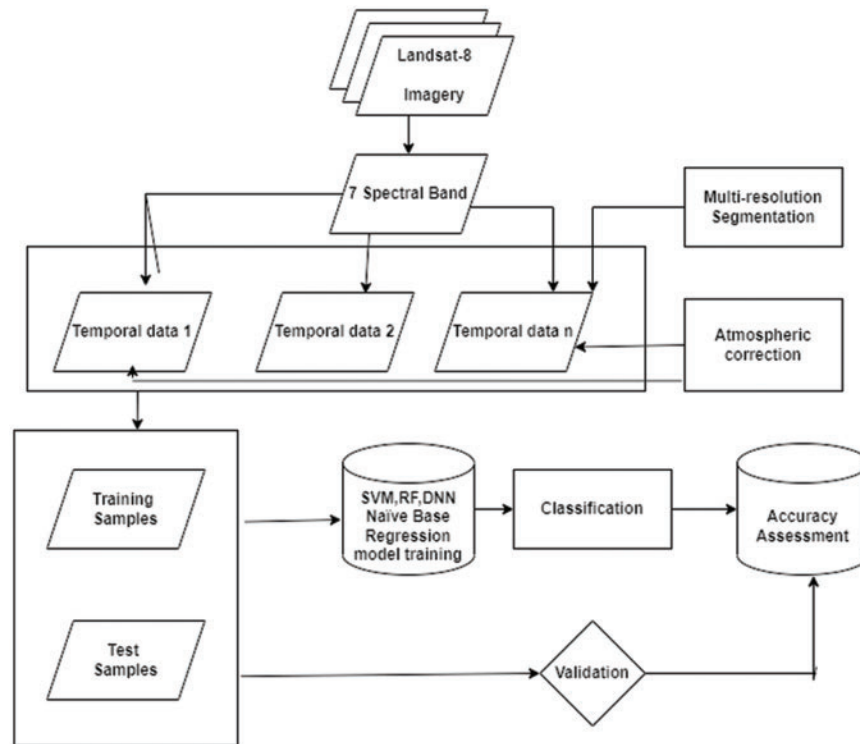 Landsat-8
Imagery
7 Spectral Band
Multi-resolution
Segmentation
Temporal data 1
Temporal data 2
Temporal data n
Atmospheric
correction
Training
Samples
SVM,RF,DNN
Naïve Base
Regression
model training
Classification
Accuracy
Assessment
Test
Samples
Validation